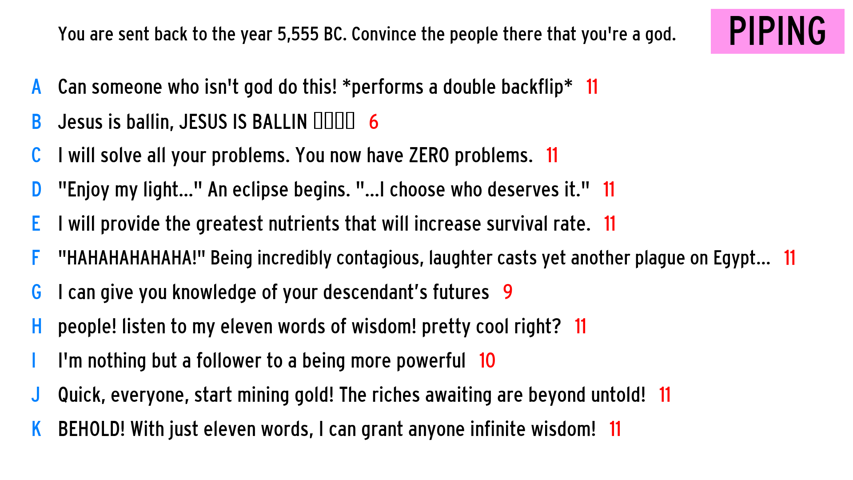 You are sent back to the year 5,555 BC. Convince the people there that you're a god.
PIPING
A Can someone who isn't god do this! *performs a double backflip* 11
B Jesus is ballin, JESUS IS BALLIN ▯▯▯▯ 6
C I will solve all your problems. You now have ZERO problems. 11
D "Enjoy my light..." An eclipse begins. "...I choose who deserves it." 11
E I will provide the greatest nutrients that will increase survival rate. 11
F "HAHAHAHAHAHA!" Being incredibly contagious, laughter casts yet another plague on Egypt... 11
G I can give you knowledge of your descendant’s futures 9
H people! listen to my eleven words of wisdom! pretty cool right? 11
I I'm nothing but a follower to a being more powerful 10
J Quick, everyone, start mining gold! The riches awaiting are beyond untold! 11
K BEHOLD! With just eleven words, I can grant anyone infinite wisdom! 11